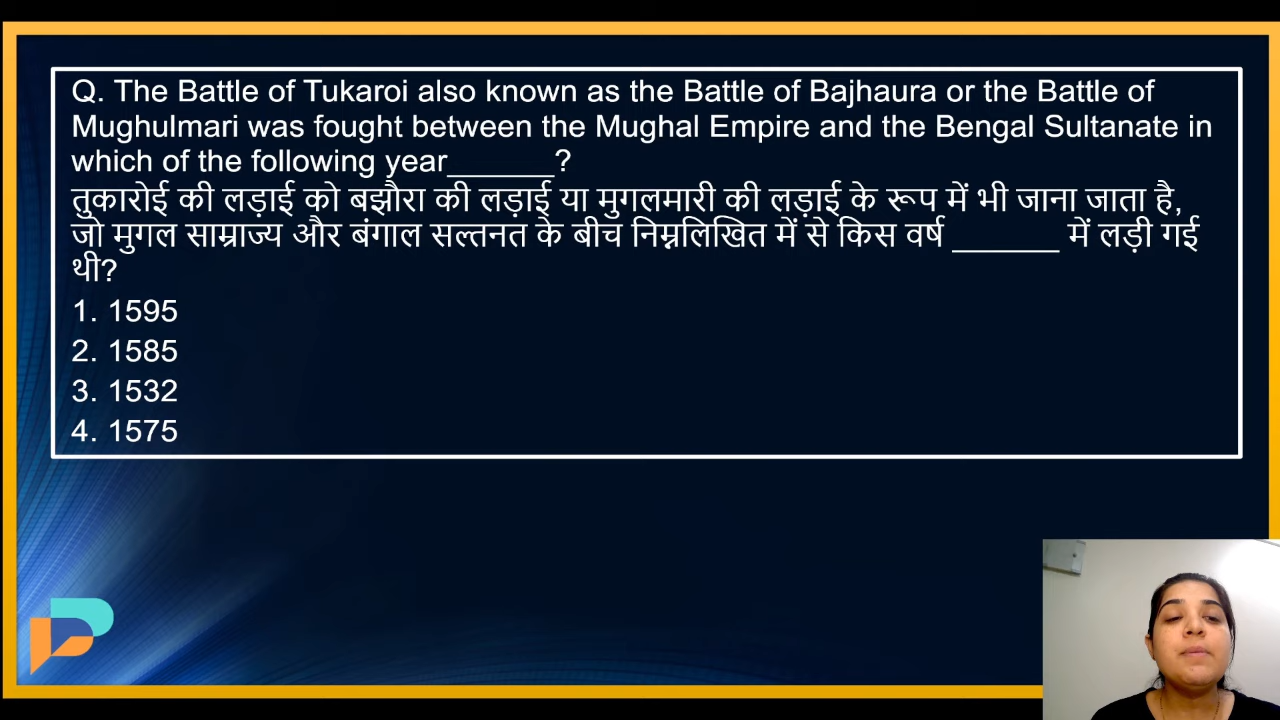 Q. The Battle of Tukaroi also known as the Battle of Bajhaura or the Battle of
Mughulmari was fought between the Mughal Empire and the Bengal Sultanate in
which of the following year______?
तुकारोई की लड़ाई को बझौरा की लड़ाई या मुगलमारी की लड़ाई के रूप में भी जाना जाता है,
जो मुगल साम्राज्य और बंगाल सल्तनत के बीच निम्नलिखित में से किस वर्ष ______ में लड़ी गई
थी?
1. 1595
2. 1585
3. 1532
4. 1575